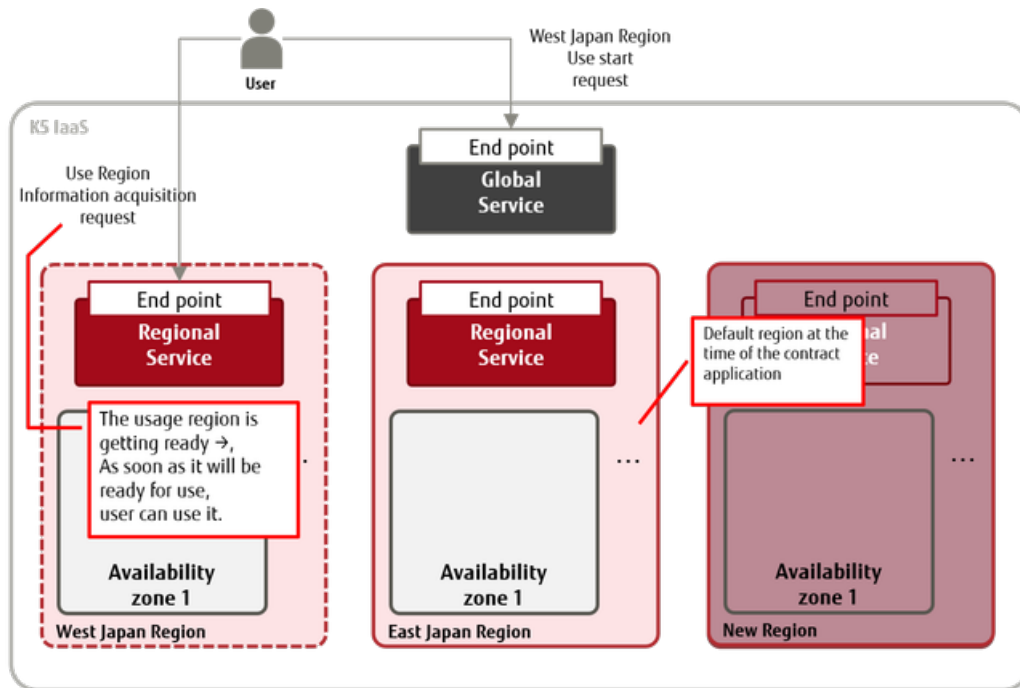 West Japan Region
Use start
request
User
K5 IaaS
End point
Global
Service
Use Region
Information acquisition
request
End point
Regional
Service
End point
Regional
Service
End point
nal
ce
Default region at the
time of the contract
application
The usage region is
getting ready →,
As soon as it will be
ready for use,
user can use it.
...
...
Availability
zone 1
Availability
zone 1
Availability
zone 1
West Japan Region
East Japan Region
New Region